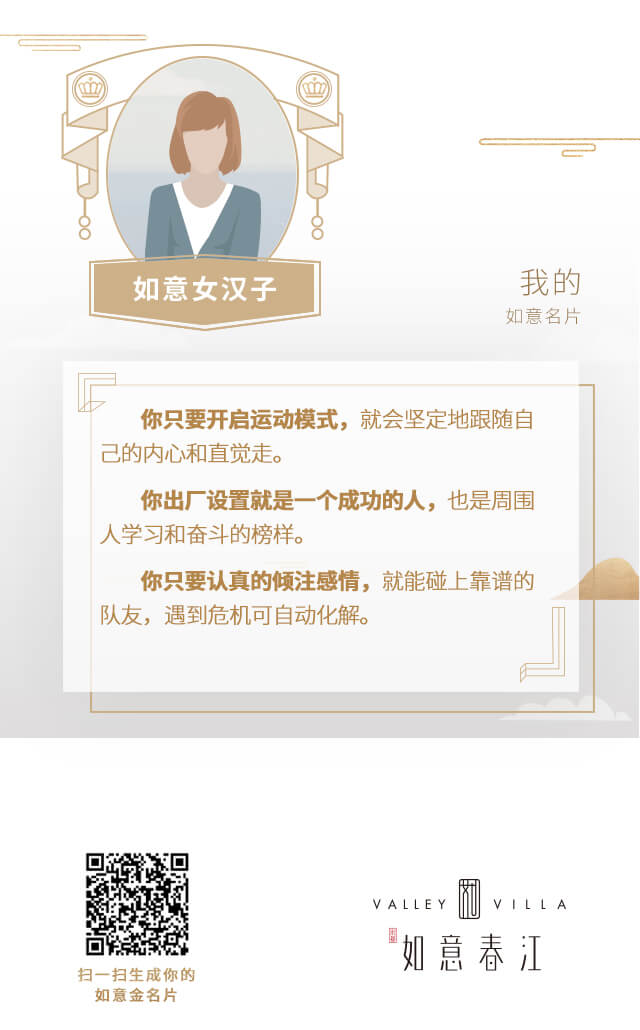 如意女汉子
我的
如意名片
你只要开启运动模式，就会坚定地跟随自
己的内心和直觉走。
你出厂设置就是一个成功的人，也是周围
人学习和奋斗的榜样。
你只要认真的倾注感情，就能碰上靠谱的
队友，遇到危机可自动化解。
扫一扫生成你的
如意金名片
VALLEY VILLA
如意春江